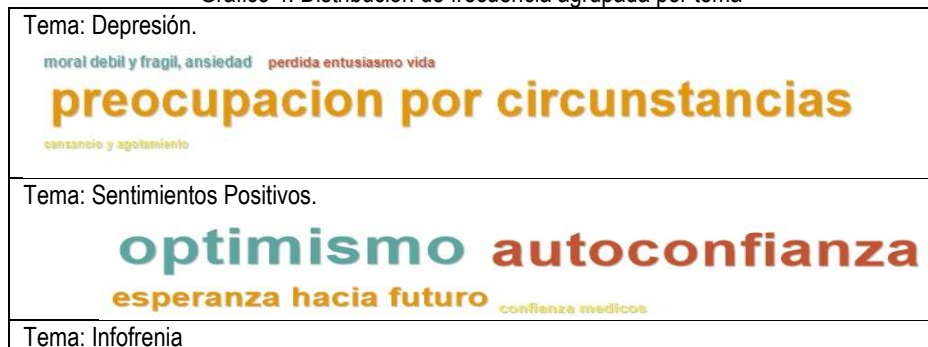 Gráfico 1. Distribución de frecuencia agrupada por tema
Tema: Depresión.
moral debil y fragil, ansiedad perdida entusiasmo vida
preocupacion por circunstancias
cansancio y agotamiento
Tema: Sentimientos Positivos.
optimismo autoconfianza
esperanza hacia futuro confianza medicos
Tema: Infofrenia